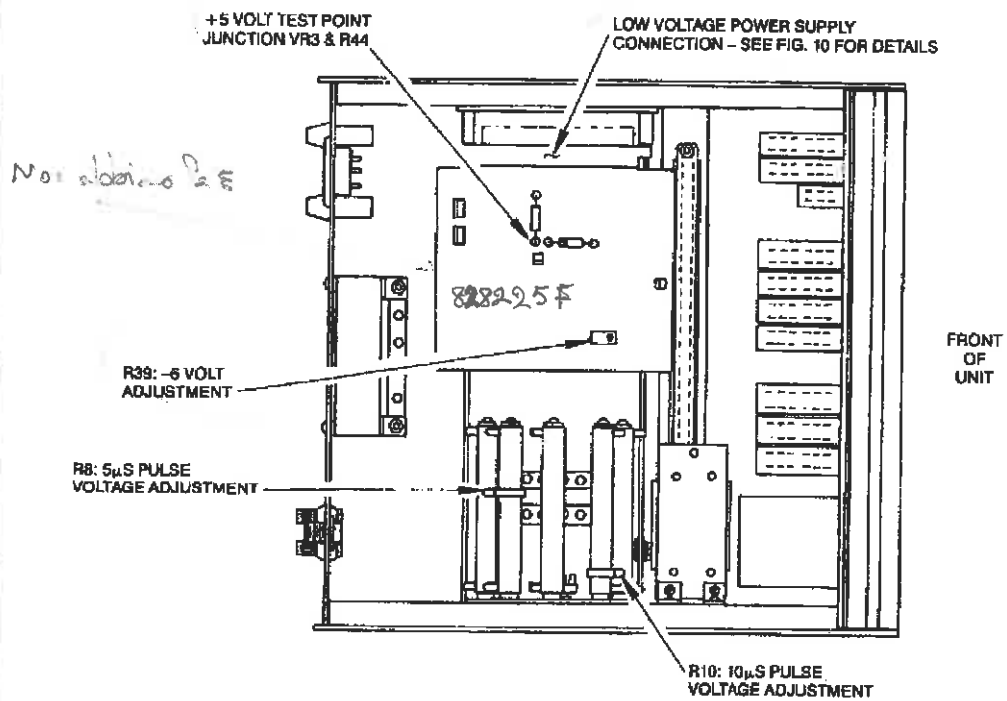 +5 VOLT TEST POINT
JUNCTION VR3 & R44
LOW VOLTAGE POWER SUPPLY
CONNECTION – SEE FIG. 10 FOR DETAILS
828225F
R39: –6 VOLT
ADJUSTMENT
FRONT
OF
UNIT
R8: 5µS PULSE
VOLTAGE ADJUSTMENT
R10: 10µS PULSE
VOLTAGE ADJUSTMENT